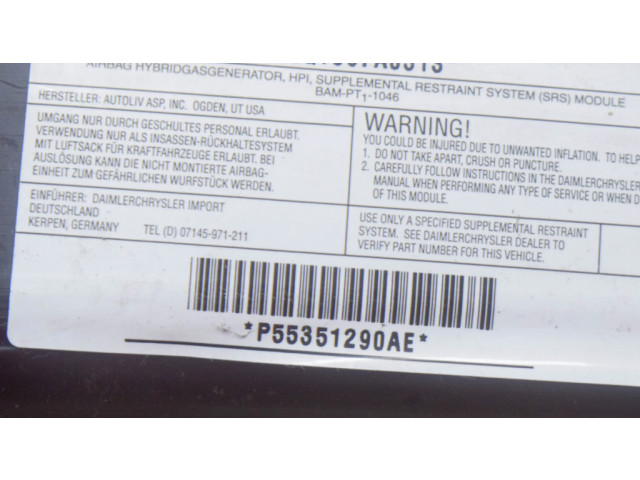 AIRBAG HYBRIDGASGENERATOR, HPI, SUPPLEMENTAL RESTRAINT SYSTEM (SRS) MODULE
BAM-PT1-1046
HERSTELLER: AUTOLIV ASP, INC. OGDEN, UT USA
UMGANG NUR DURCH GESCHULTES PERSONAL ERLAUBT.
VERWENDUNG NUR ALS INSASSEN-RÜCKHALTESYSTEM
MIT LUFTSACK FÜR KRAFTFAHRZEUGE ERLAUBT. BEI
AUSLÖSUNG KANN DIE NICHT MONTIERTE AIRBAG-
EINHEIT ZUM GEFÄHRLICHEN WURFSTÜCK WERDEN.
EINFÜHRER: DAIMLERCHRYSLER IMPORT
DEUTSCHLAND
KERPEN, GERMANY TEL (D) 07145-971-211
WARNING!
YOU COULD BE INJURED DUE TO UNWANTED INFLATION. TO HELP
1. DO NOT TAKE APART, CRUSH OR PUNCTURE.
2. CAREFULLY FOLLOW INSTRUCTIONS IN THE DAIMLERCHRYSLER
MANUAL WHEN PERFORMING ANY TYPE OF SERVICE OR WHEN D
OF THIS MODULE.
USE ONLY A SPECIFIED SUPPLEMENTAL RESTRAINT
SYSTEM. SEE DAIMLERCHRYSLER DEALER TO
VERIFY PART NUMBER FOR THIS VEHICLE.
*P55351290AE*